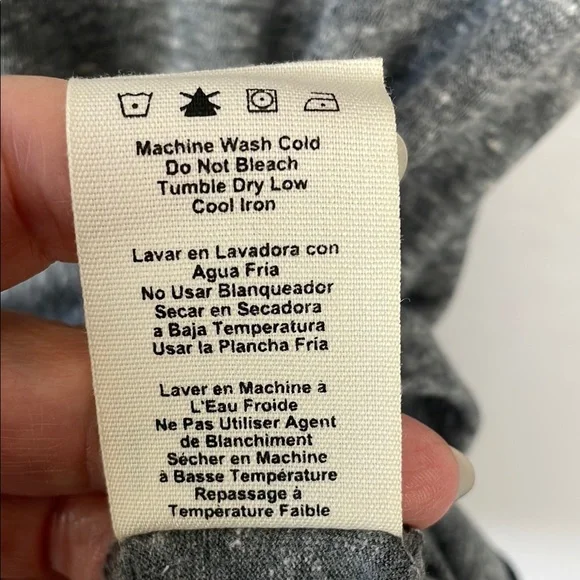 Machine Wash Cold
Do Not Bleach
Tumble Dry Low
Cool Iron
Lavar en Lavadora con
Agua Fria
No Usar Blanqueador
Secar en Secadora
a Baja Temperatura
Usar la Plancha Fría
Laver en Machine à
L'Eau Froide
Ne Pas Utiliser Agent
de Blanchiment
Sécher en Machine
à Basse Température
Repassage à
Température Faible